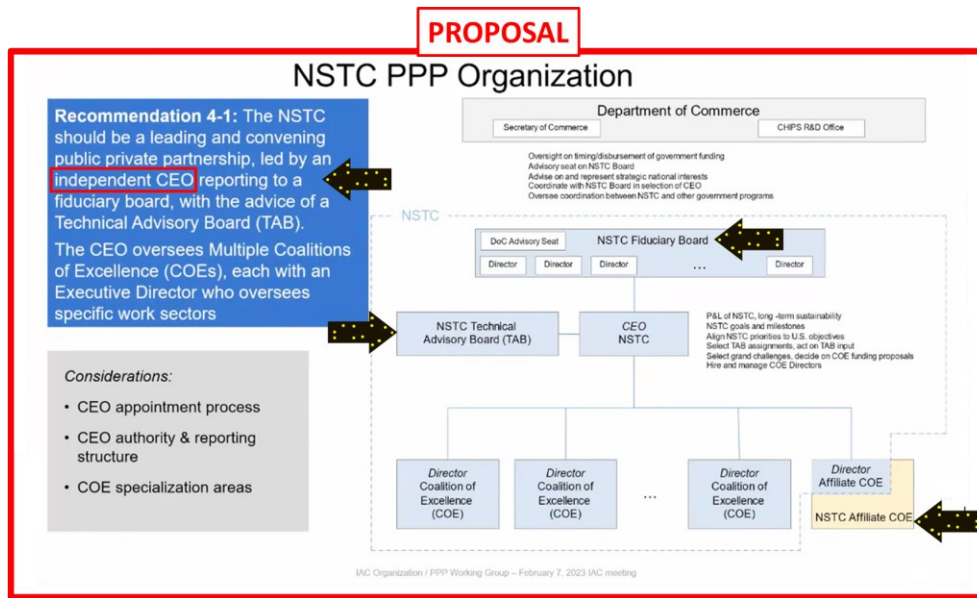 PROPOSAL
NSTC PPP Organization
Recommendation 4-1: The NSTC
should be a leading and convening
public private partnership, led by an
independent CEO reporting to a
fiduciary board, with the advice of a
Technical Advisory Board (TAB).
The CEO oversees Multiple Coalitions
of Excellence (COEs), each with an
Executive Director who oversees
specific work sectors
Considerations:
• CEO appointment process
• CEO authority & reporting
structure
• COE specialization areas
Department of Commerce
Secretary of Commerce
CHIPS R&D Office
Oversight on timing/disbursement of government funding
Advisory seat on NSTC Board
Advise on and represent strategic national interests
Coordinate with NSTC Board in selection of CEO
Oversee coordination between NSTC and other government programs
NSTC
DoC Advisory Seat
NSTC Fiduciary Board
Director
Director
Director
...
Director
NSTC Technical
Advisory Board (TAB)
CEO
NSTC
P&L of NSTC, long -term sustainability
NSTC goals and milestones
Align NSTC priorities to U.S. objectives
Select TAB assignments, act on TAB input
Select grand challenges, decide on COE funding proposals
Hire and manage COE Directors
Director
Coalition of
Excellence
(COE)
Director
Coalition of
Excellence
(COE)
...
Director
Coalition of
Excellence
(COE)
Director
Affiliate COE
NSTC Affiliate COE
IAC Organization / PPP Working Group – February 7, 2023 IAC meeting